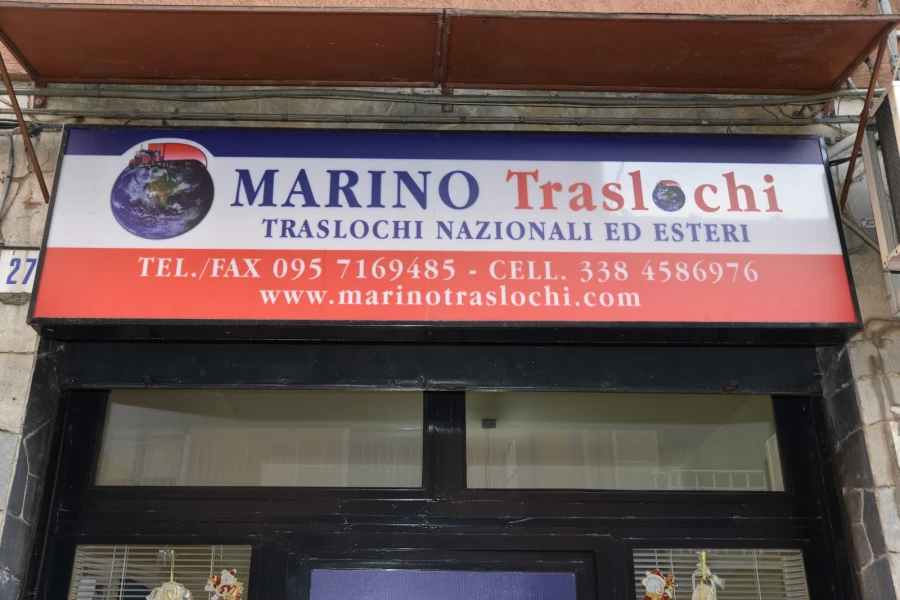 MARINO Traslochi
TRASLOCHI NAZIONALI ED ESTERI
27
TEL./FAX 095 7169485 - CELL. 338 4586976
www.marinotraslochi.com